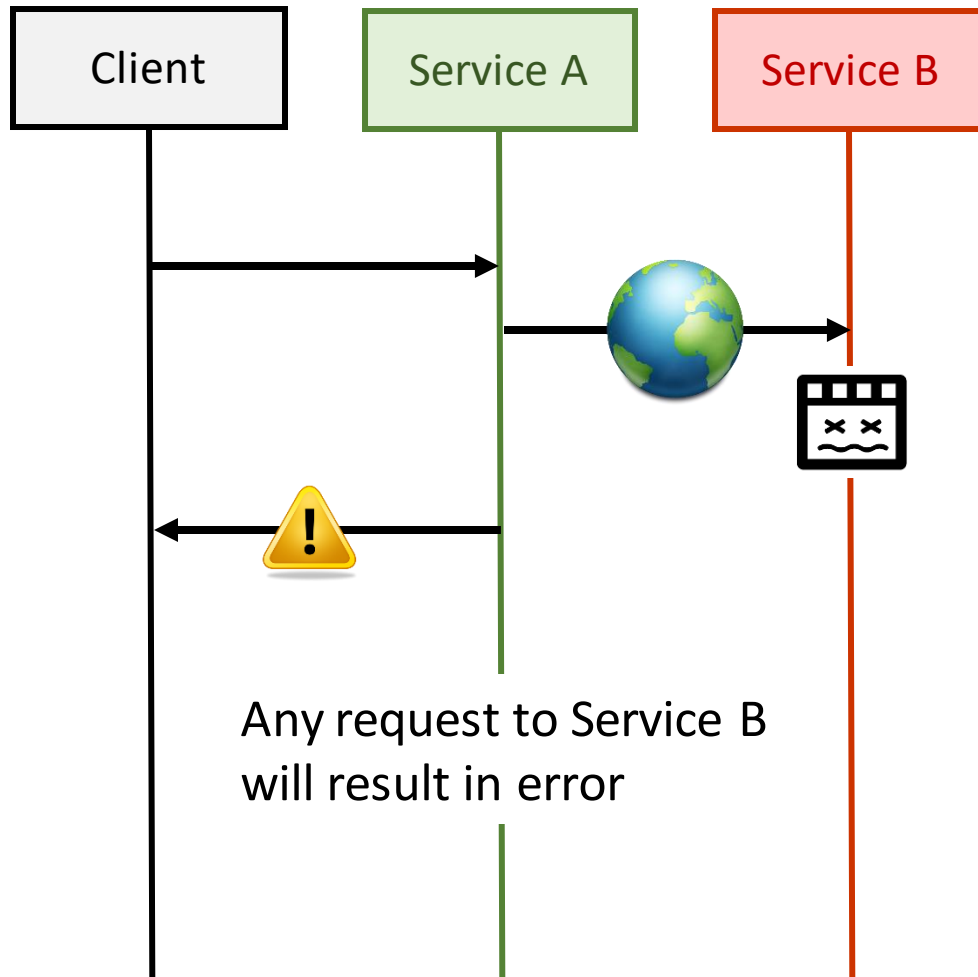 Client
Service A
Service B
Any request to Service B
will result in error